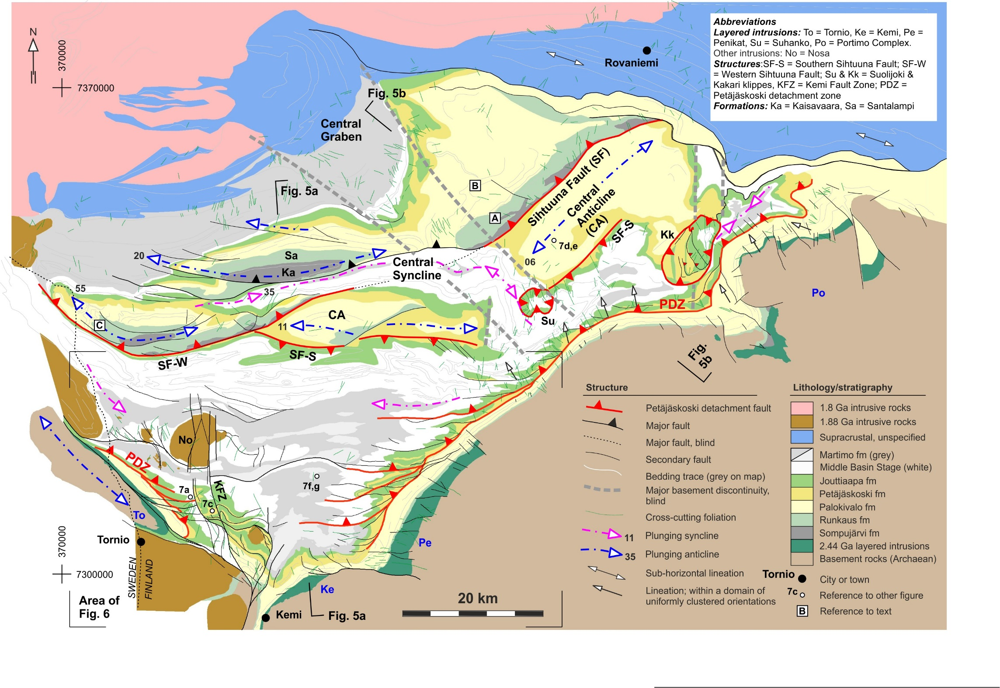 Abbreviations
Layered intrusions: To = Tornio, Ke = Kemi, Pe =
Penikat, Su = Suhanko, Po = Portimo Complex.
Other intrusions: No = Nosa
Structures:SF-S = Southern Sihtuuna Fault; SF-W
= Western Sihtuuna Fault; Su & Kk = Suolijoki &
Kakari klippes, KFZ = Kemi Fault Zone; PDZ =
Petäjäskoski detachment zone
Formations: Ka = Kaisavaara, Sa = Santalampi
N
370000
7370000
Rovaniemi
Fig. 5b
Central
Graben
Fig. 5a
B
A
Sihtuuna Fault (SF)
Central
Anticline
(CA)
SF-S
Kk
7d,e
06
20
Sa
Ka
Central
Syncline
35
55
C
CA
11
SF-W
SF-S
Su
PDZ
Po
Fig.
5b
No
PDZ
7a
KFZ
7c
7f,g
To
Tornio
Pe
Ke
Kemi
Fig. 5a
370000
7300000
SWEDEN
FINLAND
Area of
Fig. 6
20 km
Structure
Petäjäskoski detachment fault
Major fault
Major fault, blind
Secondary fault
Bedding trace (grey on map)
Major basement discontinuity,
blind
Cross-cutting foliation
11 Plunging syncline
35 Plunging anticline
Sub-horizontal lineation
Lineation; within a domain of
uniformly clustered orientations
Lithology/stratigraphy
1.8 Ga intrusive rocks
1.88 Ga intrusive rocks
Supracrustal, unspecified
Martimo fm (grey)
Middle Basin Stage (white)
Jouttiaapa fm
Petäjäskoski fm
Palokivalo fm
Runkaus fm
Sompujärvi fm
2.44 Ga layered intrusions
Basement rocks (Archaean)
Tornio City or town
7c Reference to other figure
B Reference to text